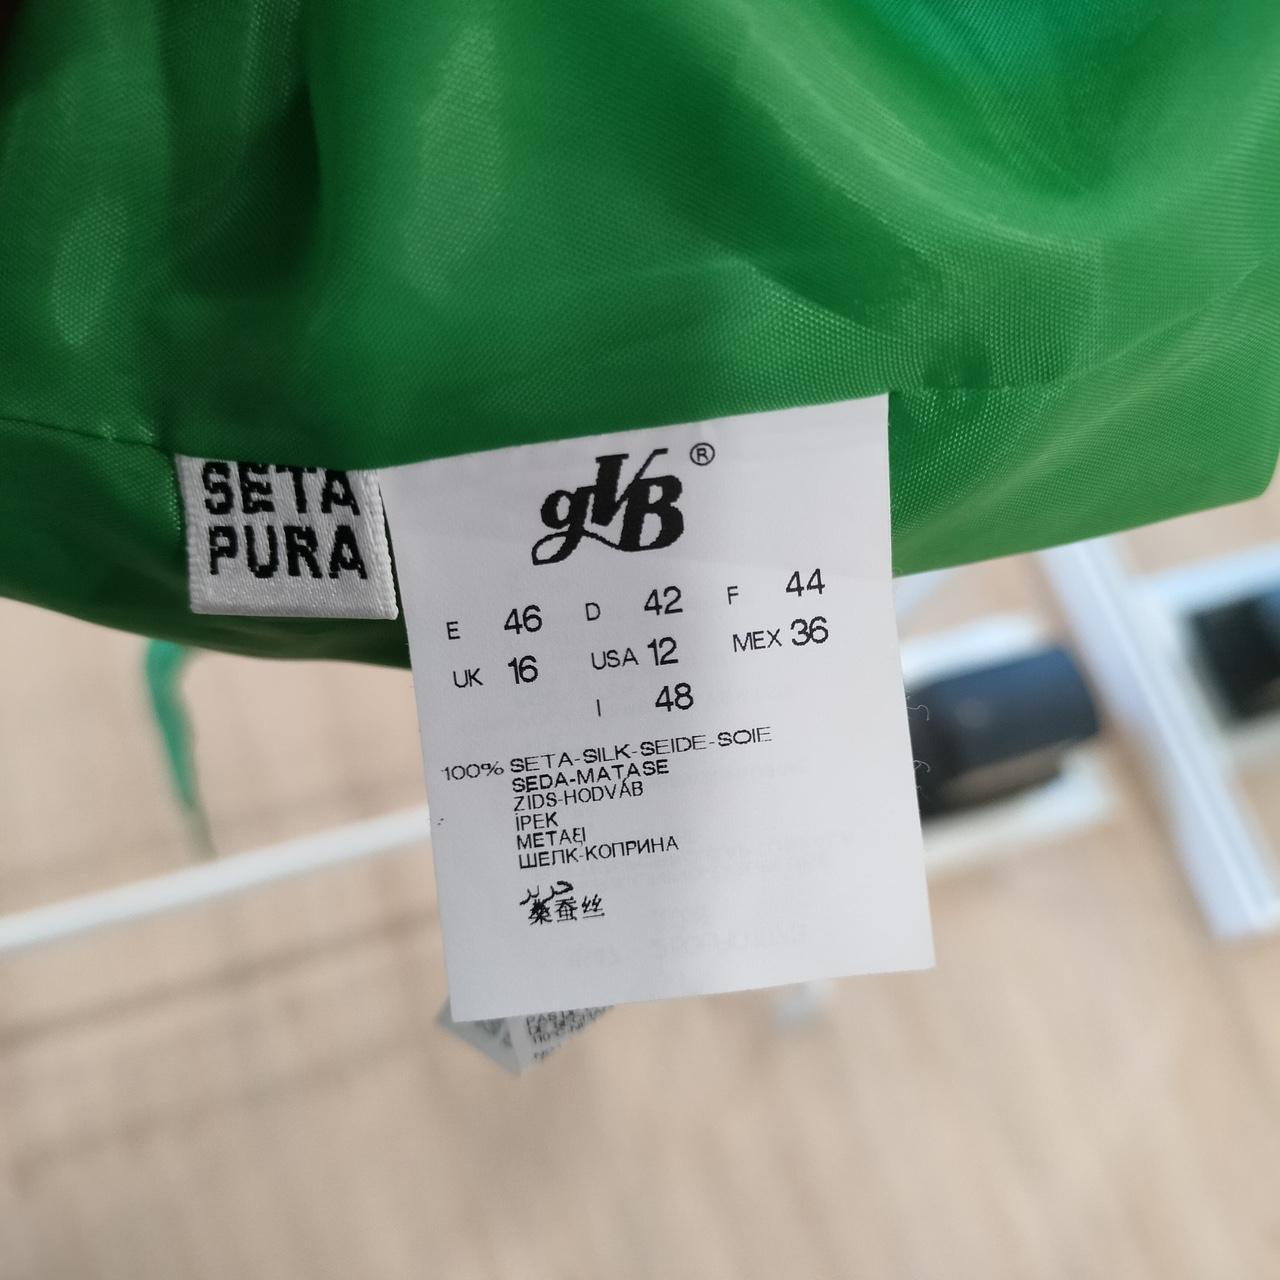 SETA
PURA
gVB®
E 46 D 42 F 44
UK 16 USA 12 MEX 36
I 48
100% SETA-SILK-SEIDE-SOIE
SEDA-MATASE
ZIDS-HODVÁB
İPEK
ΜΕΤΑΞΙ
ШЕЛК-КОПРИНА
حرير
桑蚕丝